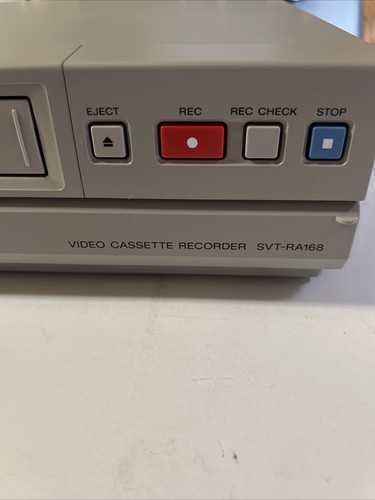 EJECT REC REC CHECK STOP
VIDEO CASSETTE RECORDER SVT-RA168